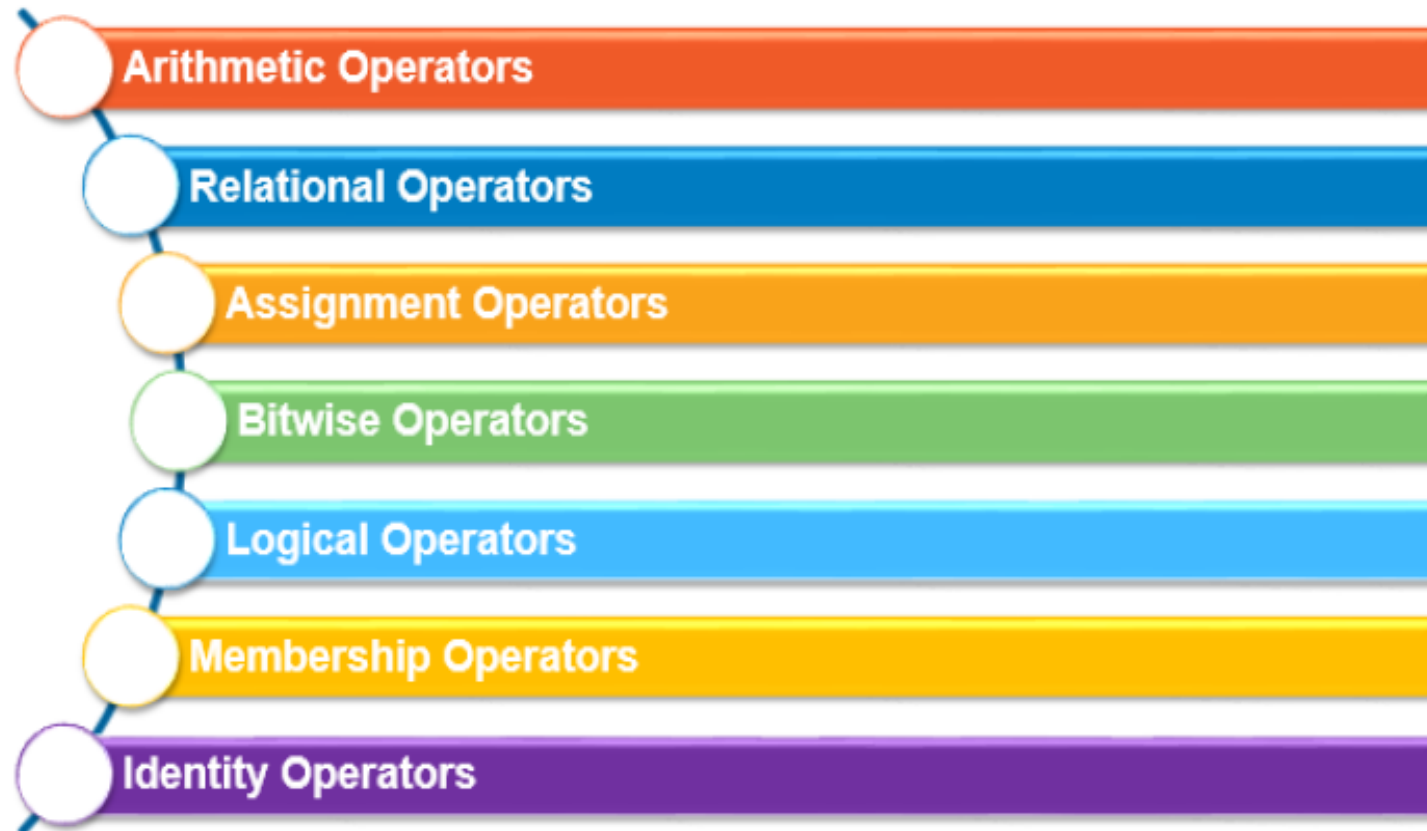 Arithmetic Operators
Relational Operators
Assignment Operators
Bitwise Operators
Logical Operators
Membership Operators
Identity Operators